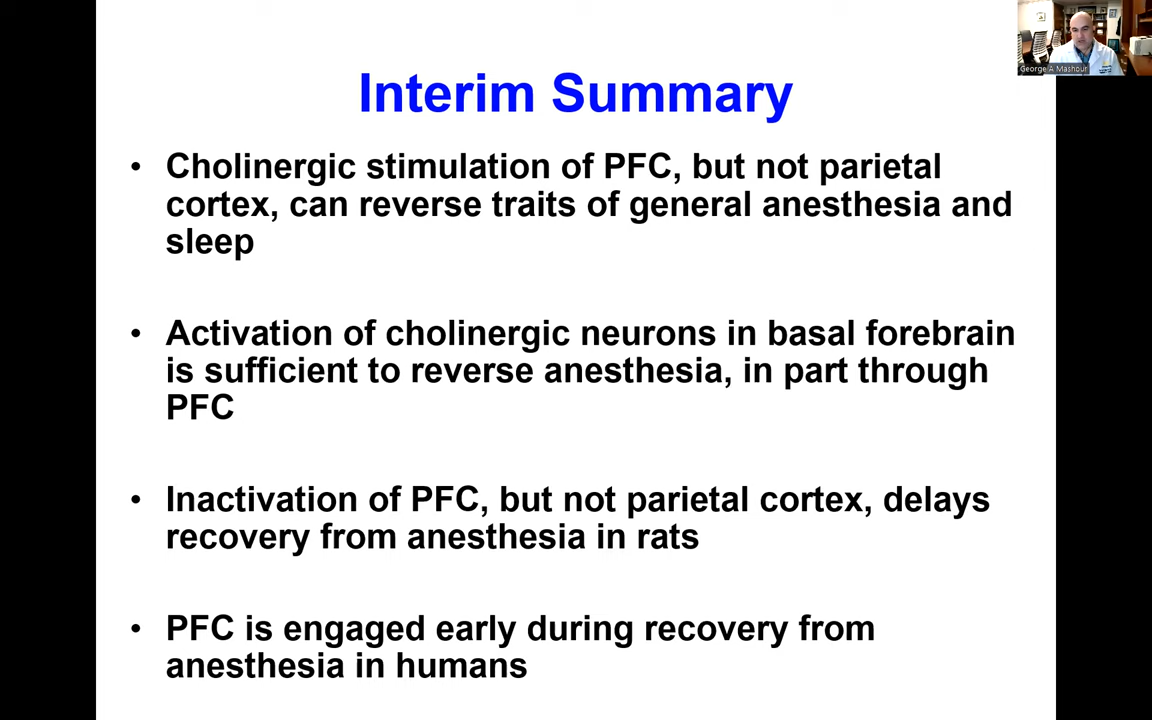 George A Mashour
Interim Summary
• Cholinergic stimulation of PFC, but not parietal
cortex, can reverse traits of general anesthesia and
sleep
• Activation of cholinergic neurons in basal forebrain
is sufficient to reverse anesthesia, in part through
PFC
• Inactivation of PFC, but not parietal cortex, delays
recovery from anesthesia in rats
• PFC is engaged early during recovery from
anesthesia in humans